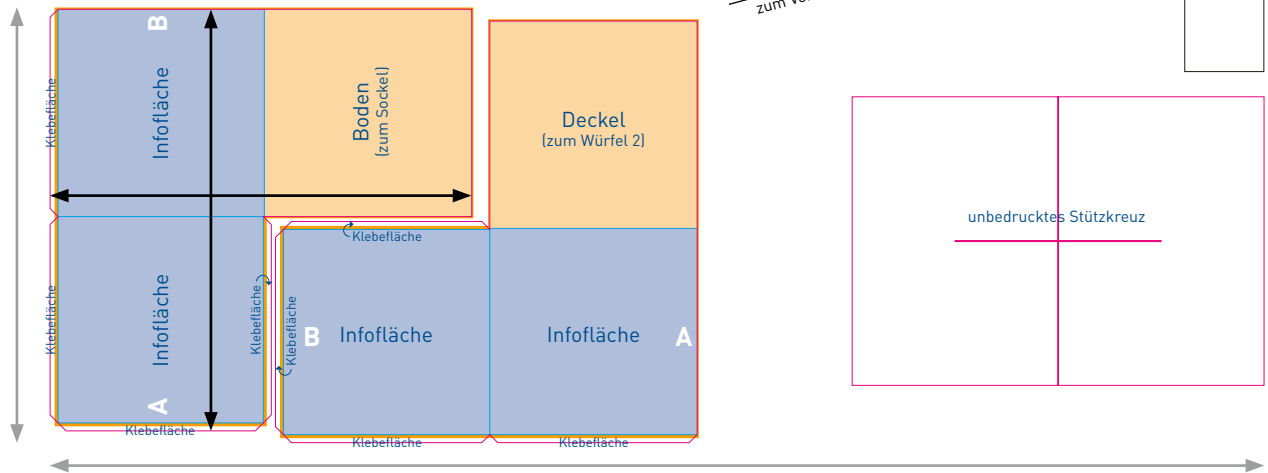 zum
B
Infofläche
Klebefläche
Boden
(zum Sockel)
Deckel
(zum Würfel 2)
Klebefläche
Infofläche
A
Klebefläche
Klebefläche
Klebefläche
Klebefläche
B
Infofläche
Infofläche
A
Klebefläche
Klebefläche
unbedrucktes Stützkreuz